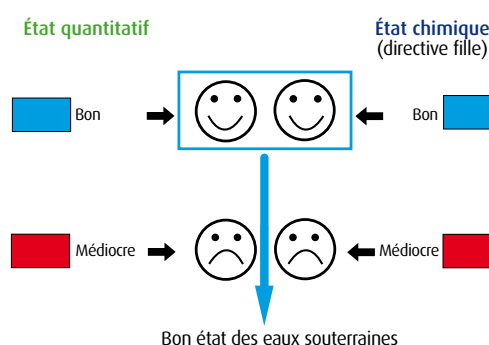 État quantitatif
État chimique
(directive fille)
Bon
Bon
Médiocre
Médiocre
Bon état des eaux souterraines